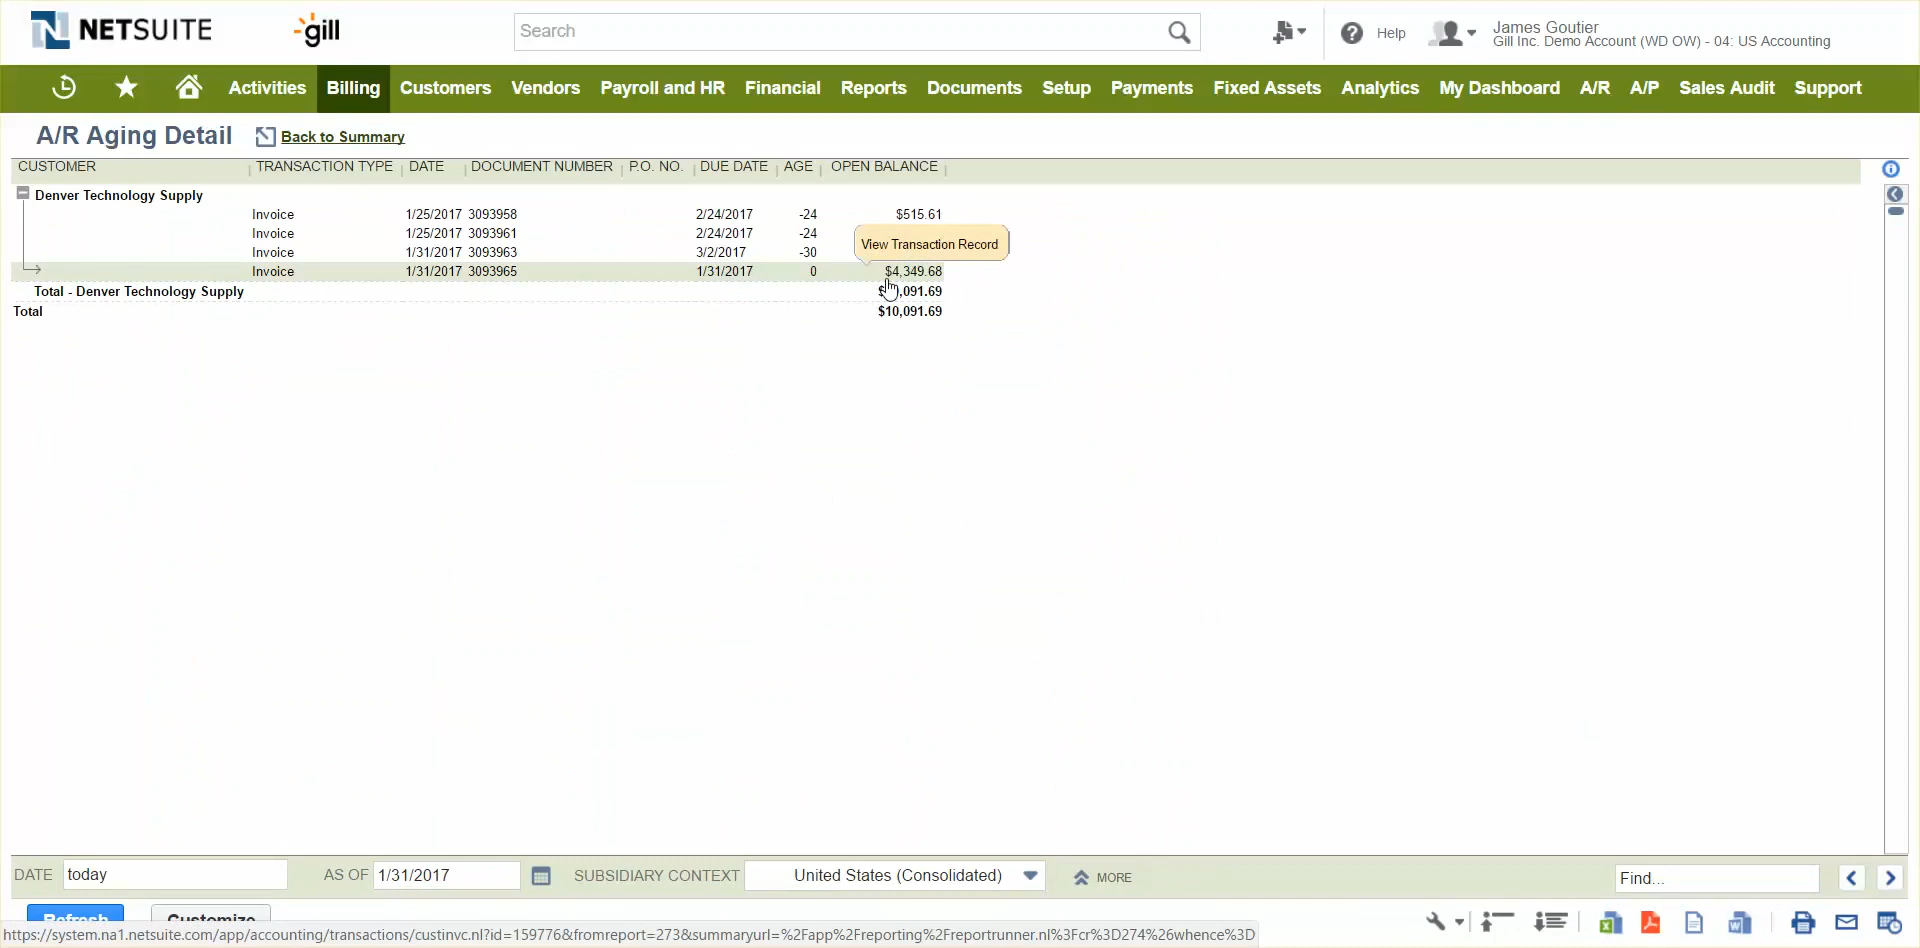 NETSUITE gill Search Help James Goutier
Gill Inc. Demo Account (WD OW) - 04: US Accounting
Activities Billing Customers Vendors Payroll and HR Financial Reports Documents Setup Payments Fixed Assets Analytics My Dashboard A/R A/P Sales Audit Support
A/R Aging Detail Back to Summary
CUSTOMER TRANSACTION TYPE DATE DOCUMENT NUMBER P.O. NO. DUE DATE AGE OPEN BALANCE
Denver Technology Supply
Invoice 1/25/2017 3093958 2/24/2017 -24 $515.61
Invoice 1/25/2017 3093961 2/24/2017 -24
View Transaction Record
Invoice 1/31/2017 3093963 3/2/2017 -30
Invoice 1/31/2017 3093965 1/31/2017 0 $4,349.68
Total - Denver Technology Supply
Total $10,091.69
DATE today AS OF 1/31/2017 SUBSIDIARY CONTEXT United States (Consolidated) MORE Find...
Refresh Customize
https://system.na1.netsuite.com/app/accounting/transactions/custinvc.nl?id=159776&fromreport=273&summaryurl=%2Fapp%2Freporting%2Freportrunner.nl%3Fcr%3D274%26whence%3D